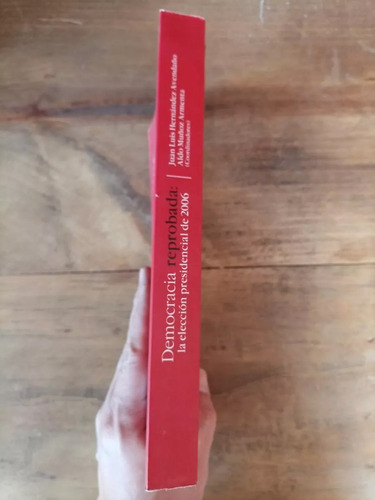 Democracia reprobada:
la elección presidencial de 2006
Juan Luis Hernández Avendaño
Aldo Muñoz Armenta
(Coordinadores)